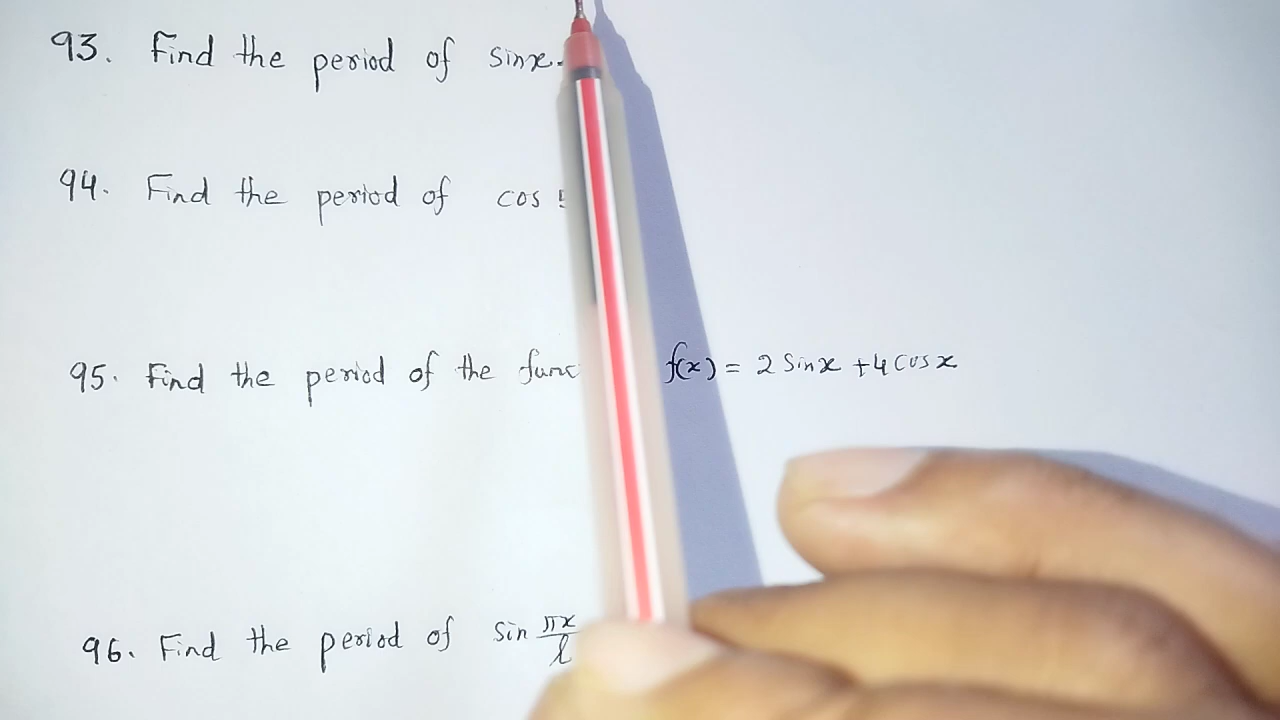 93. Find the period of sinx.
94. Find the period of cos
95. Find the period of the func f(x) = 2 Sinx + 4 cosx
96. Find the period of sin πx/l